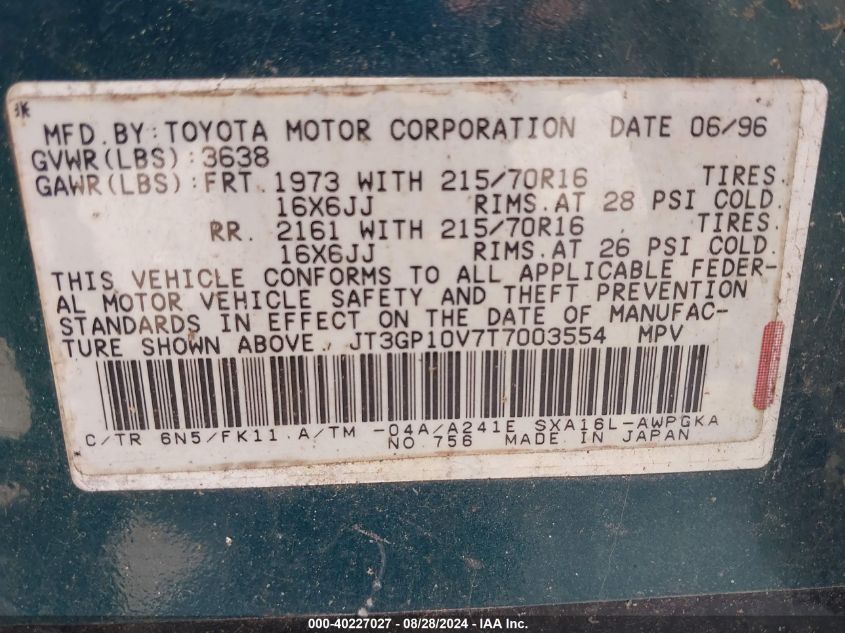 MFD.BY:TOYOTA MOTOR CORPORATION DATE 06/96
GVWR(LBS):3638
GAWR(LBS):FRT. 1973 WITH 215/70R16 TIRES.
16X6JJ RIMS.AT 28 PSI COLD.
RR. 2161 WITH 215/70R16 TIRES.
16X6JJ RIMS.AT 26 PSI COLD.
THIS VEHICLE CONFORMS TO ALL APPLICABLE FEDER-
AL MOTOR VEHICLE SAFETY AND THEFT PREVENTION
STANDARDS IN EFFECT ON THE DATE OF MANUFAC-
TURE SHOWN ABOVE. JT3GP10V7T7003554 MPV
C/TR 6N5/FK11 A/TM -04A/A241E SXA16L-AWPGKA
NO 756 MADE IN JAPAN
000-40227027 - 08/28/2024 - IAA Inc.